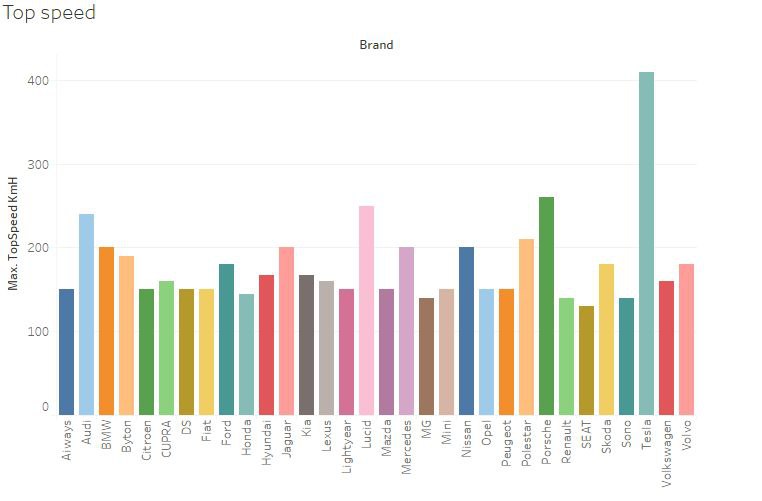 Top speed
Brand
Max. TopSpeed KmH
400
300
200
100
0
Aiways
Audi
BMW
Byton
Citroen
CUPRA
DS
Fiat
Ford
Honda
Hyundai
Jaguar
Kia
Lexus
Lightyear
Lucid
Mazda
Mercedes
MG
Mini
Nissan
Opel
Peugeot
Polestar
Porsche
Renault
SEAT
Skoda
Sono
Tesla
Volkswagen
Volvo